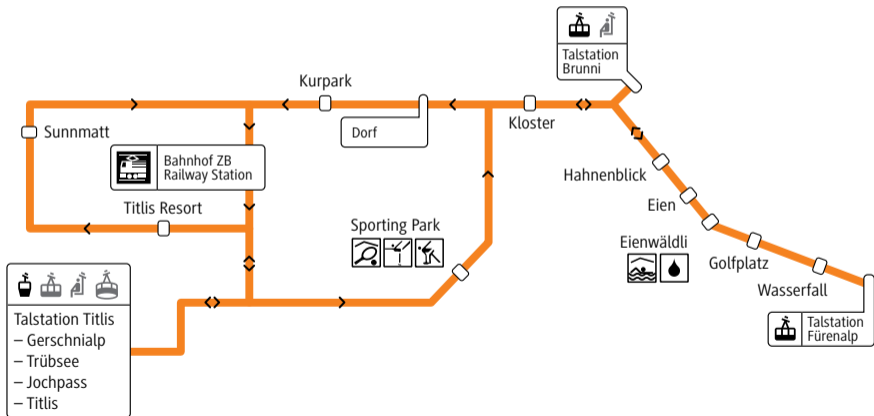 Talstation
Brunni
Kurpark
Sunnmatt
Dorf
Kloster
Bahnhof ZB
Railway Station
Hahnenblick
Titlis Resort
Eien
Sporting Park
Eienwäldli
Golfplatz
Wasserfall
Talstation Titlis
– Gerschnialp
– Trübsee
– Jochpass
– Titlis
Talstation
Fürenalp